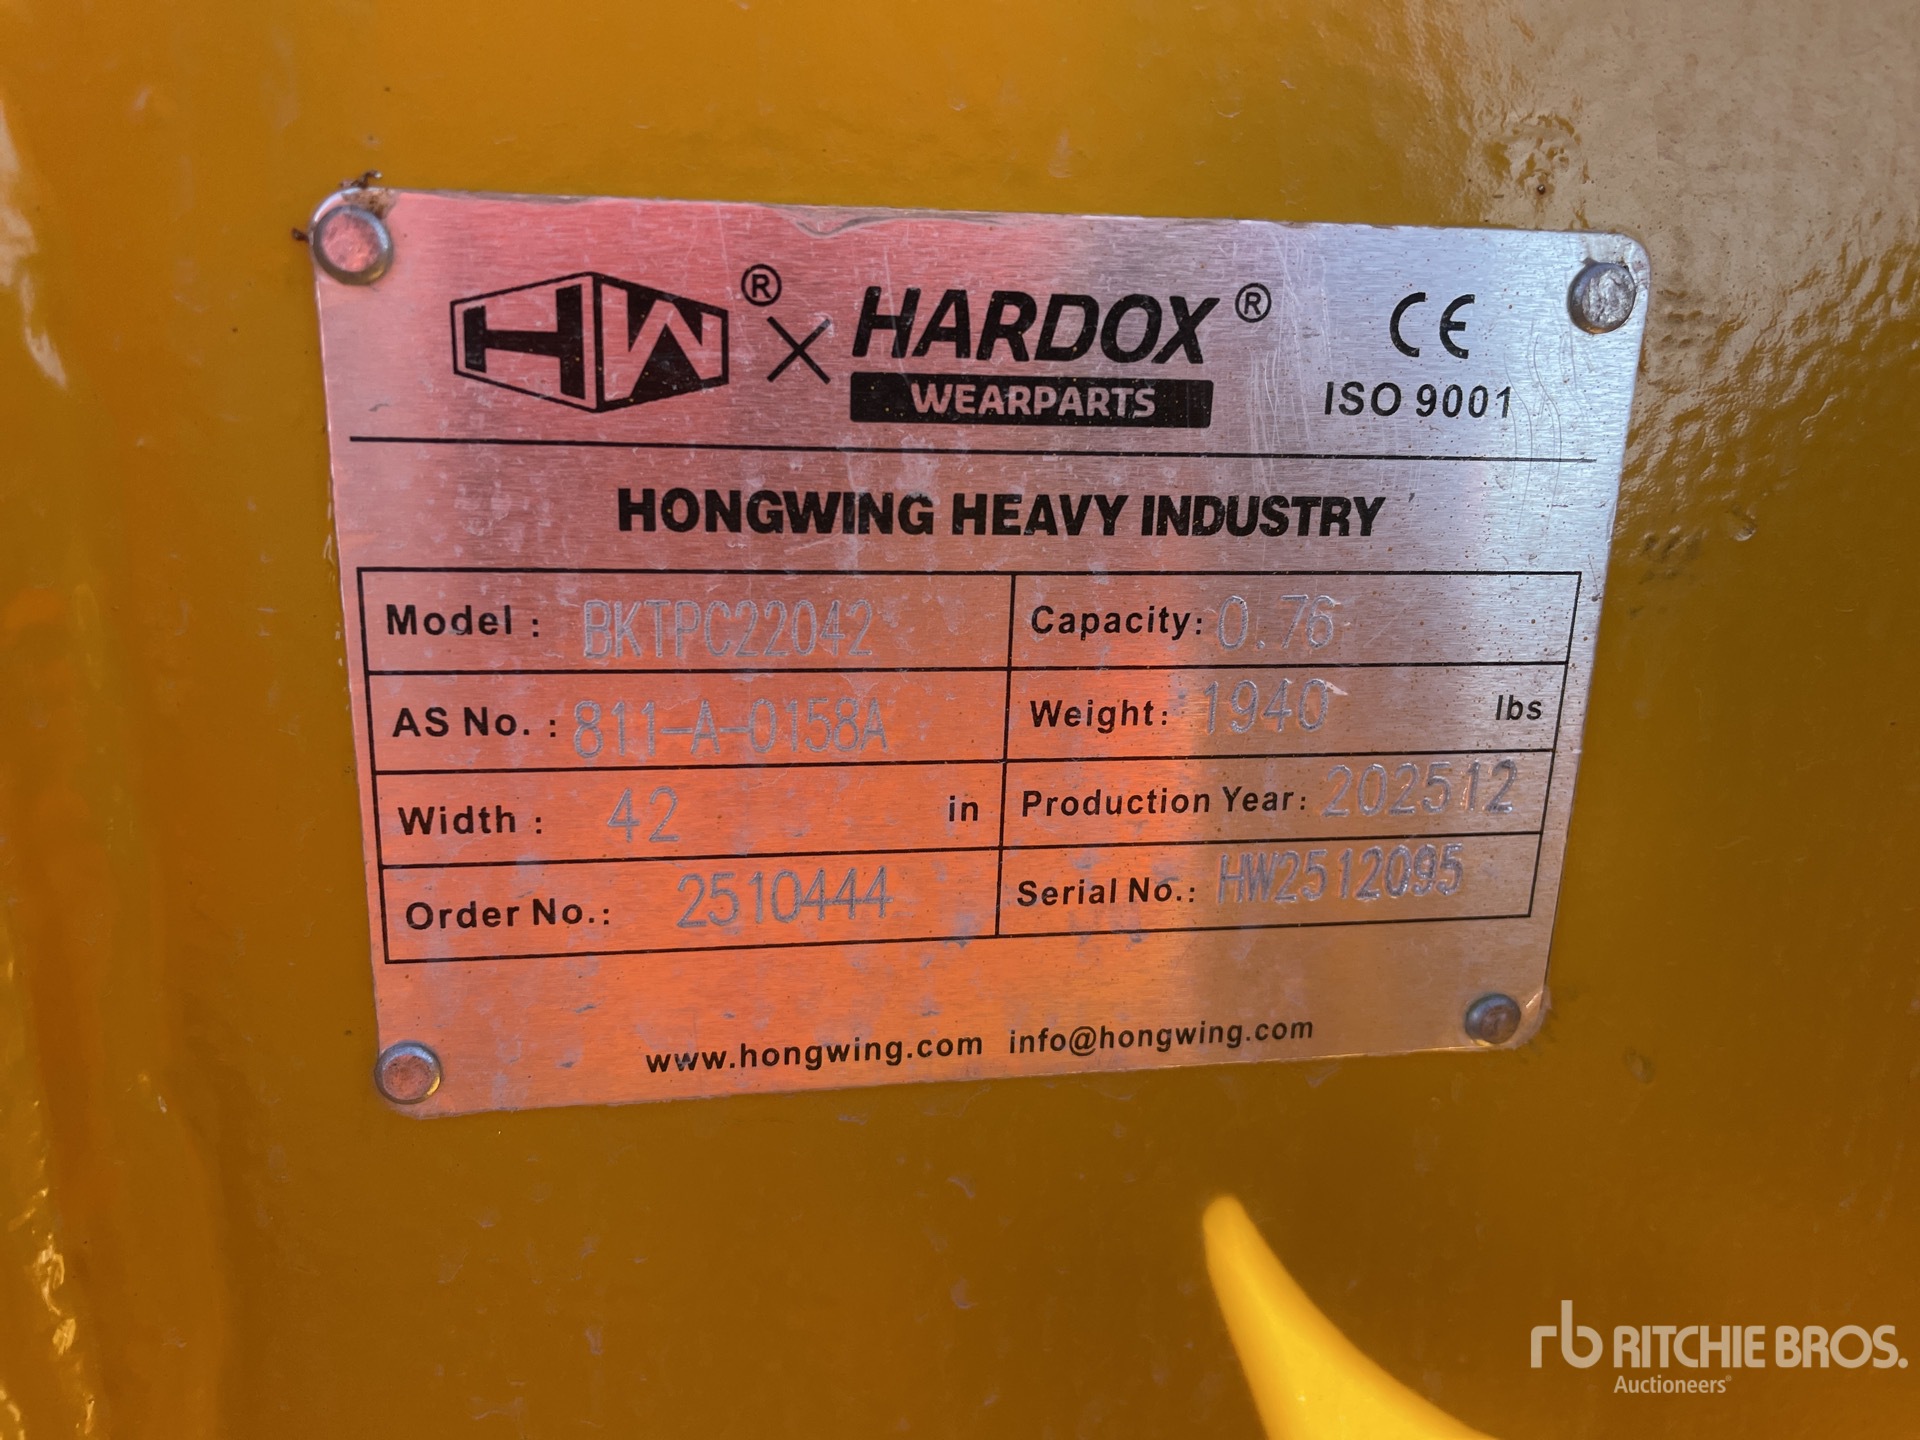 HW® × HARDOX® CE
WEARPARTS ISO 9001
HONGWING HEAVY INDUSTRY
Model : BKTPC22042 Capacity: 0.76
AS No. : 811-A-0158A Weight: 1940 lbs
Width : 42 in Production Year: 202512
Order No.: 2510444 Serial No.: HW2512095
www.hongwing.com info@hongwing.com
rb RITCHIE BROS.
Auctioneers®